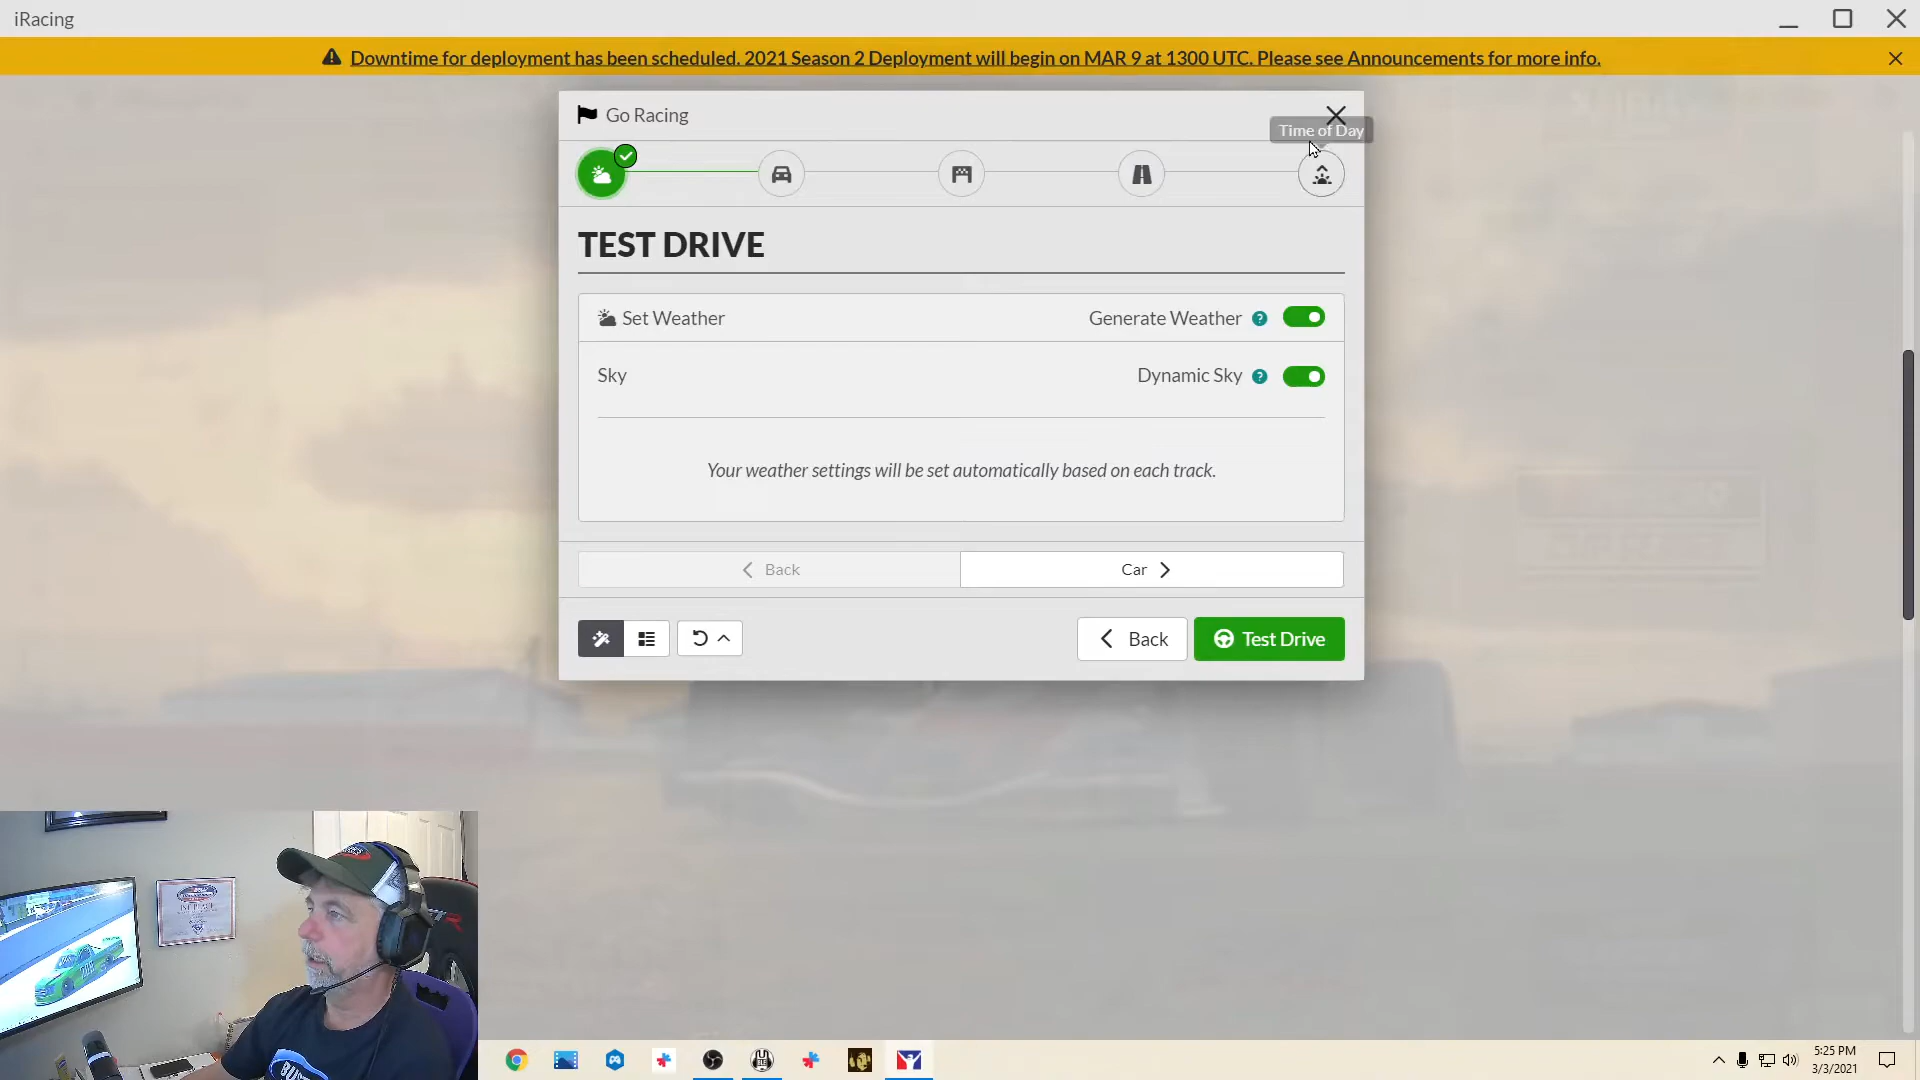 iRacing
Downtime for deployment has been scheduled. 2021 Season 2 Deployment will begin on MAR 9 at 1300 UTC. Please see Announcements for more info.
Go Racing
Time of Day
TEST DRIVE
Set Weather
Generate Weather ?
Sky
Dynamic Sky ?
Your weather settings will be set automatically based on each track.
Back
Car
Back
Test Drive
5:25 PM
3/3/2021